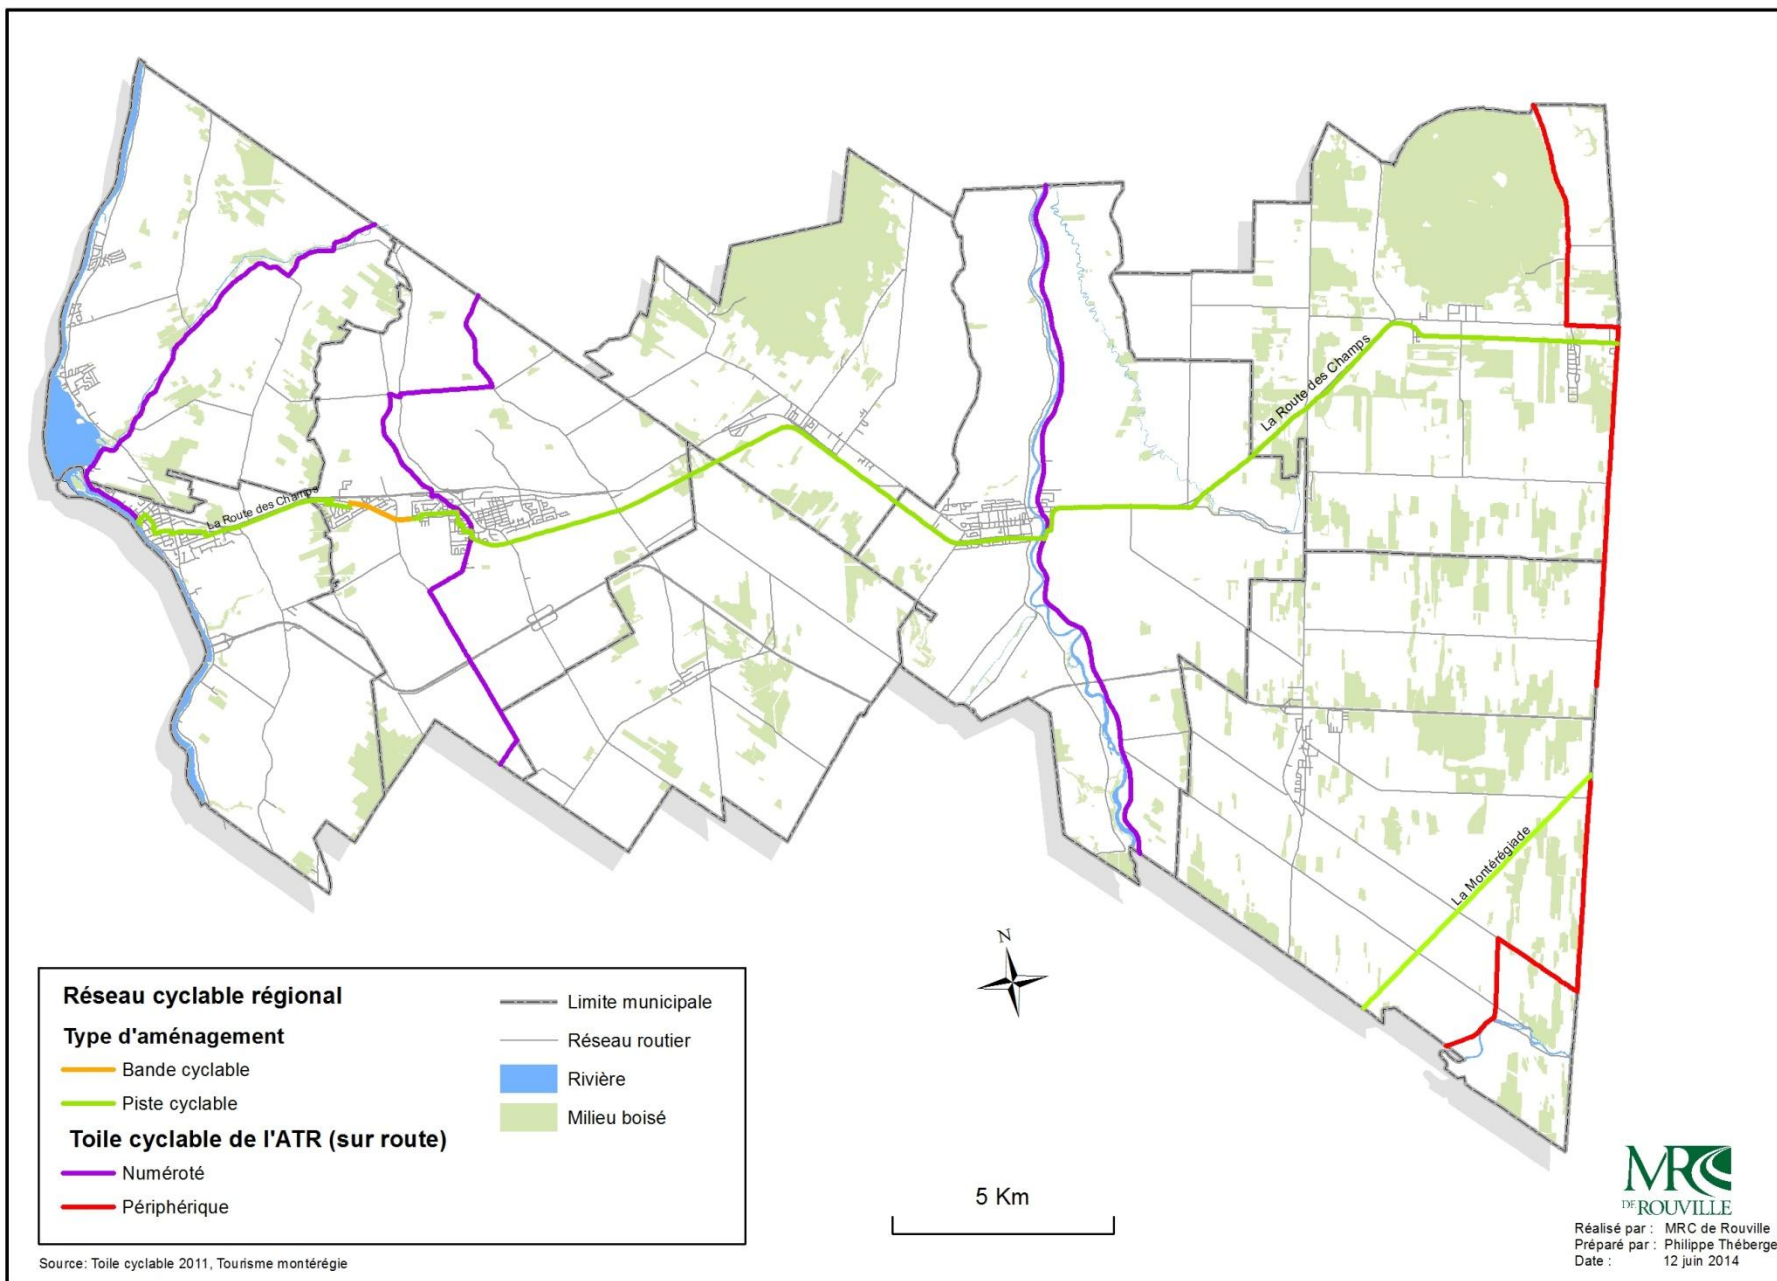 La Route des Champs
La Route des Champs
La Montérégiade
N
Réseau cyclable régional
Type d'aménagement
Bande cyclable
Piste cyclable
Toile cyclable de l'ATR (sur route)
Numéroté
Périphérique
Limite municipale
Réseau routier
Rivière
Milieu boisé
5 Km
MRC
DE ROUVILLE
Réalisé par : MRC de Rouville
Préparé par : Philippe Théberge
Date : 12 juin 2014
Source: Toile cyclable 2011, Tourisme montérégie